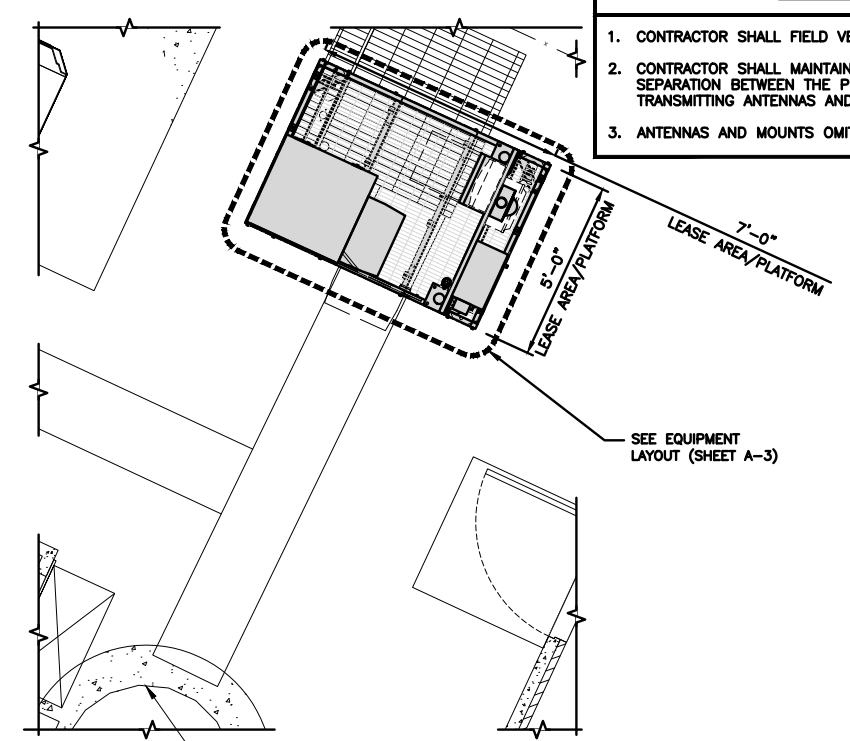 1. CONTRACTOR SHALL FIELD
2. CONTRACTOR SHALL MAINTAIN
SEPARATION BETWEEN THE
TRANSMITTING ANTENNAS AND
3. ANTENNAS AND MOUNTS
7'-0"
LEASE AREA/PLATFORM
5'-0"
LEASE AREA/PLATFORM
SEE EQUIPMENT
LAYOUT (SHEET A-3)